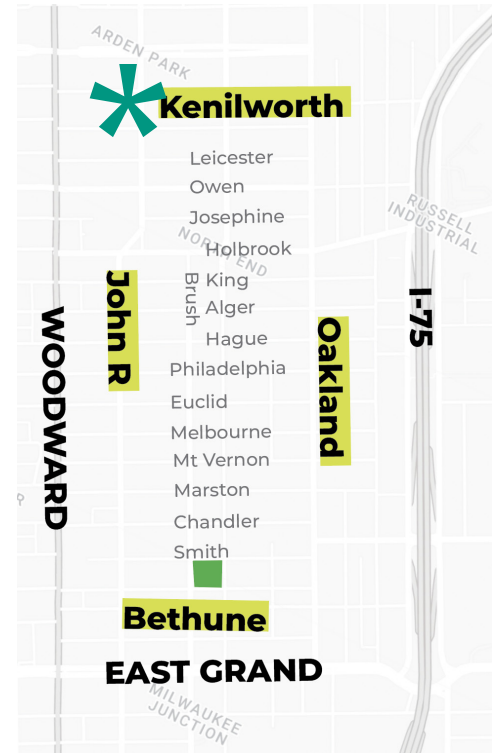 ARDEN PARK
Kenilworth
Leicester
Owen
Josephine
RUSSELL
INDUSTRIAL
NORTH END
Holbrook
John R
Brush
King
I-75
Alger
WOODWARD
Oakland
Hague
Philadelphia
Euclid
Melbourne
Mt Vernon
Marston
Chandler
Smith
Bethune
EAST GRAND
MILWAUKEE
JUNCTION